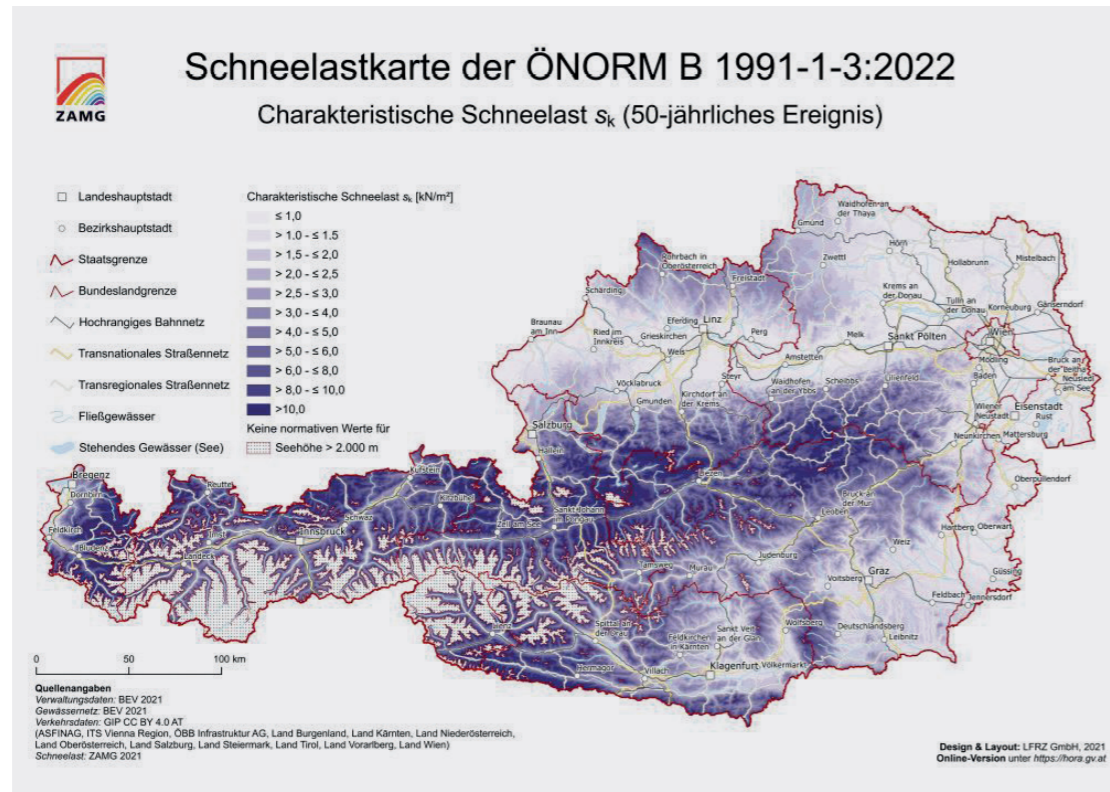 ZAMG
Schneelastkarte der ÖNORM B 1991-1-3:2022
Charakteristische Schneelast sk (50-jährliches Ereignis)
Landeshauptstadt
Bezirkshauptstadt
Staatsgrenze
Bundeslandgrenze
Hochrangiges Bahnnetz
Transnationales Straßennetz
Transregionales Straßennetz
Fließgewässer
Stehendes Gewässer (See)
Charakteristische Schneelast sk [kN/m²]
≤ 1,0
> 1.0 - ≤ 1.5
> 1,5 - ≤ 2,0
> 2,0 - ≤ 2,5
> 2,5 - ≤ 3,0
> 3,0 - ≤ 4,0
> 4,0 - ≤ 5,0
> 5,0 - ≤ 6,0
> 6,0 - ≤ 8,0
> 8,0 - ≤ 10,0
>10,0
Keine normativen Werte für
Seehöhe > 2.000 m
Waidhofen an
der Thaya
Gmünd
Horn
Zwettl
Hollabrunn
Mistelbach
Rohrbach in
Oberösterreich
Freistadt
Schärding
Krems an
der Donau
Tulln an
der Donau
Korneuburg
Gänserndorf
Braunau
am Inn
Ried im
Innkreis
Eferding
Grieskirchen
Linz
Wels
Perg
Melk
Sankt Pölten
Wien
Mödling
Bruck an
der Leitha
Neusiedl
am See
Amstetten
Steyr
Waidhofen
an der Ybbs
Scheibbs
Lilienfeld
Baden
Vöcklabruck
Gmunden
Kirchdorf an
der Krems
Wiener
Neustadt
Eisenstadt
Rust
Neunkirchen
Mattersburg
Salzburg
Hallein
Oberpullendorf
Liezen
Bruck an
der Mur
Leoben
Bregenz
Dornbirn
Feldkirch
Bludenz
Reutte
Kufstein
Kitzbühel
Schwaz
Innsbruck
Imst
Landeck
Zell am See
Sankt Johann
im Pongau
Hartberg
Oberwart
Weiz
Judenburg
Tamsweg
Murau
Graz
Voitsberg
Güssing
Feldbach
Jennersdorf
Lienz
Spittal an
der Drau
Feldkirchen
in Kärnten
Sankt Veit
an der Glan
Wolfsberg
Deutschlandsberg
Leibnitz
Hermagor
Villach
Klagenfurt
Völkermarkt
0 50 100 km
Quellenangaben
Verwaltungsdaten: BEV 2021
Gewässernetz: BEV 2021
Verkehrsdaten: GIP CC BY 4.0 AT
(ASFINAG, ITS Vienna Region, ÖBB Infrastruktur AG, Land Burgenland, Land Kärnten, Land Niederösterreich,
Land Oberösterreich, Land Salzburg, Land Steiermark, Land Tirol, Land Vorarlberg, Land Wien)
Schneelast: ZAMG 2021
Design & Layout: LFRZ GmbH, 2021
Online-Version unter https://hora.gv.at